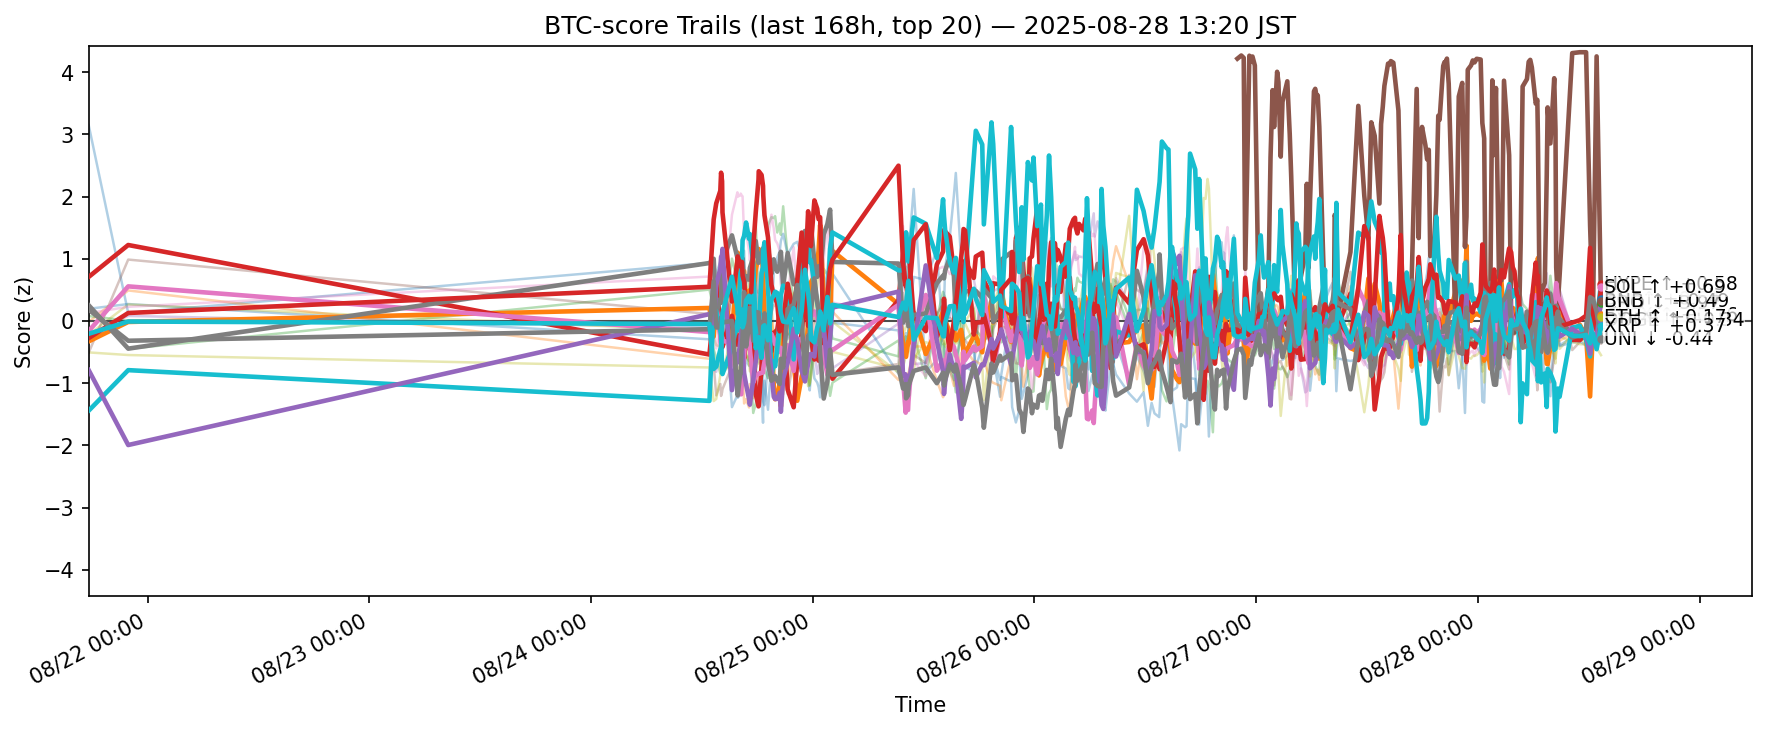 BTC-score Trails (last 168h, top 20) — 2025-08-28 13:20 JST
Score (z)
4
3
2
1
0
−1
−2
−3
−4
SOL ↑ +0.69
BNB ↑ +0.49
ETH ↑
XRP ↑ +0.37
UNI ↓ -0.44
08/22 00:00
08/23 00:00
08/24 00:00
08/25 00:00
08/26 00:00
08/27 00:00
08/28 00:00
08/29 00:00
Time